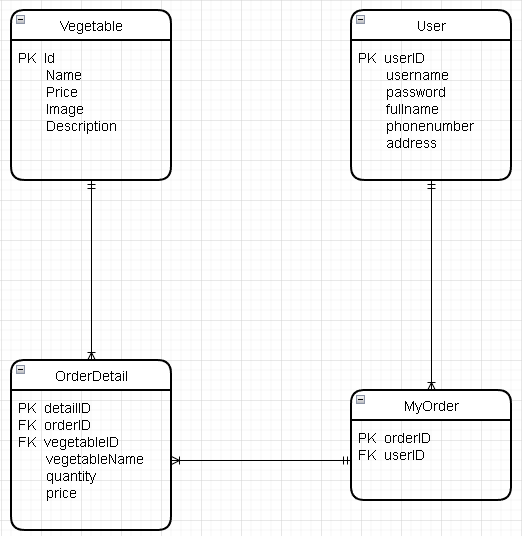 Vegetable
PK Id
Name
Price
Image
Description
User
PK userID
username
password
fullname
phonenumber
address
OrderDetail
PK detailID
FK orderID
FK vegetableID
vegetableName
quantity
price
MyOrder
PK orderID
FK userID